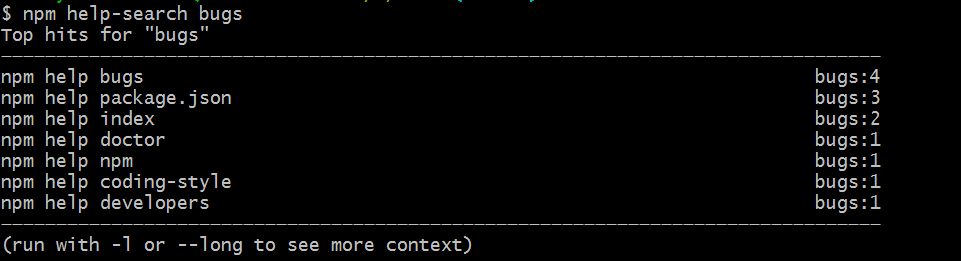 $ npm help-search bugs
Top hits for "bugs"
————————————————————————————————————————————————————————————————————————————————
npm help bugs                                                             bugs:4
npm help package.json                                                     bugs:3
npm help index                                                            bugs:2
npm help doctor                                                           bugs:1
npm help npm                                                              bugs:1
npm help coding-style                                                     bugs:1
npm help developers                                                       bugs:1
————————————————————————————————————————————————————————————————————————————————
(run with -l or --long to see more context)